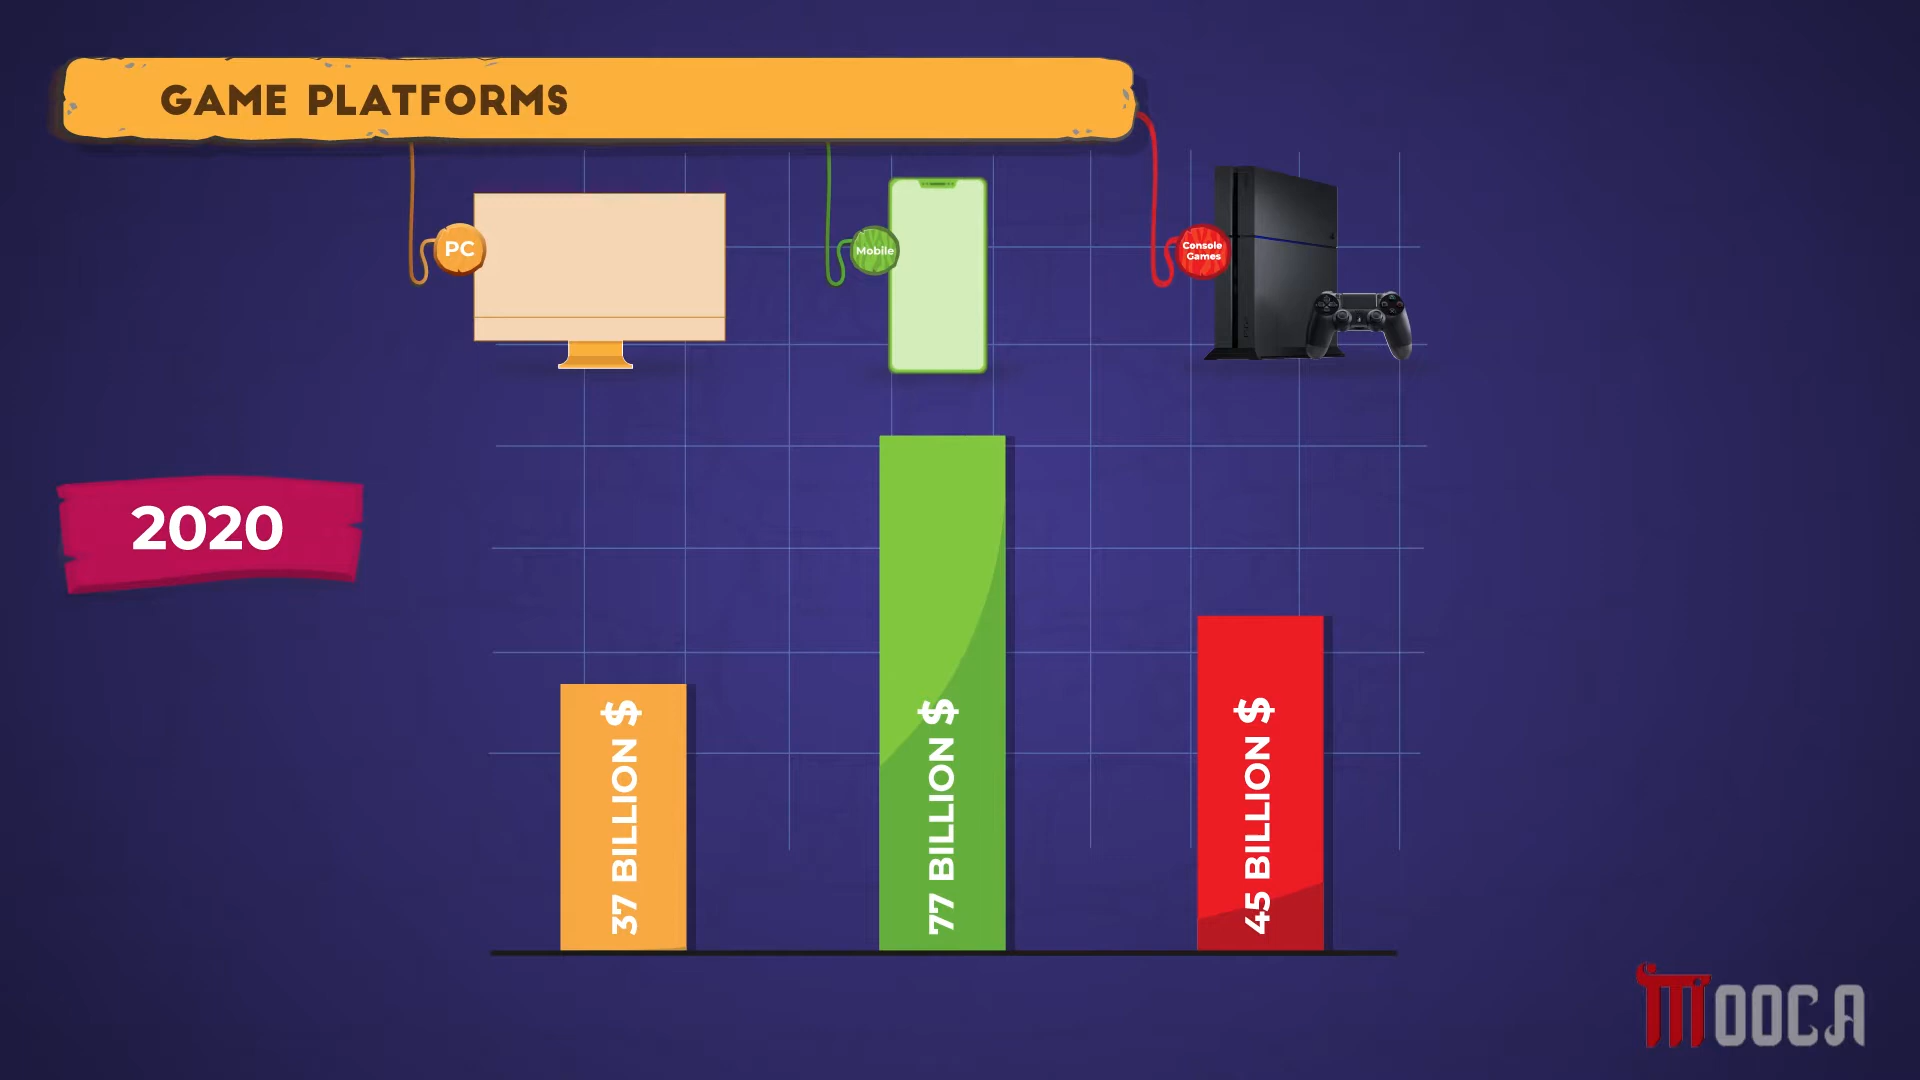 GAME PLATFORMS
PC
Mobile
Console
Games
2020
37 BILLION $
77 BILLION $
45 BILLION $
MOOCA